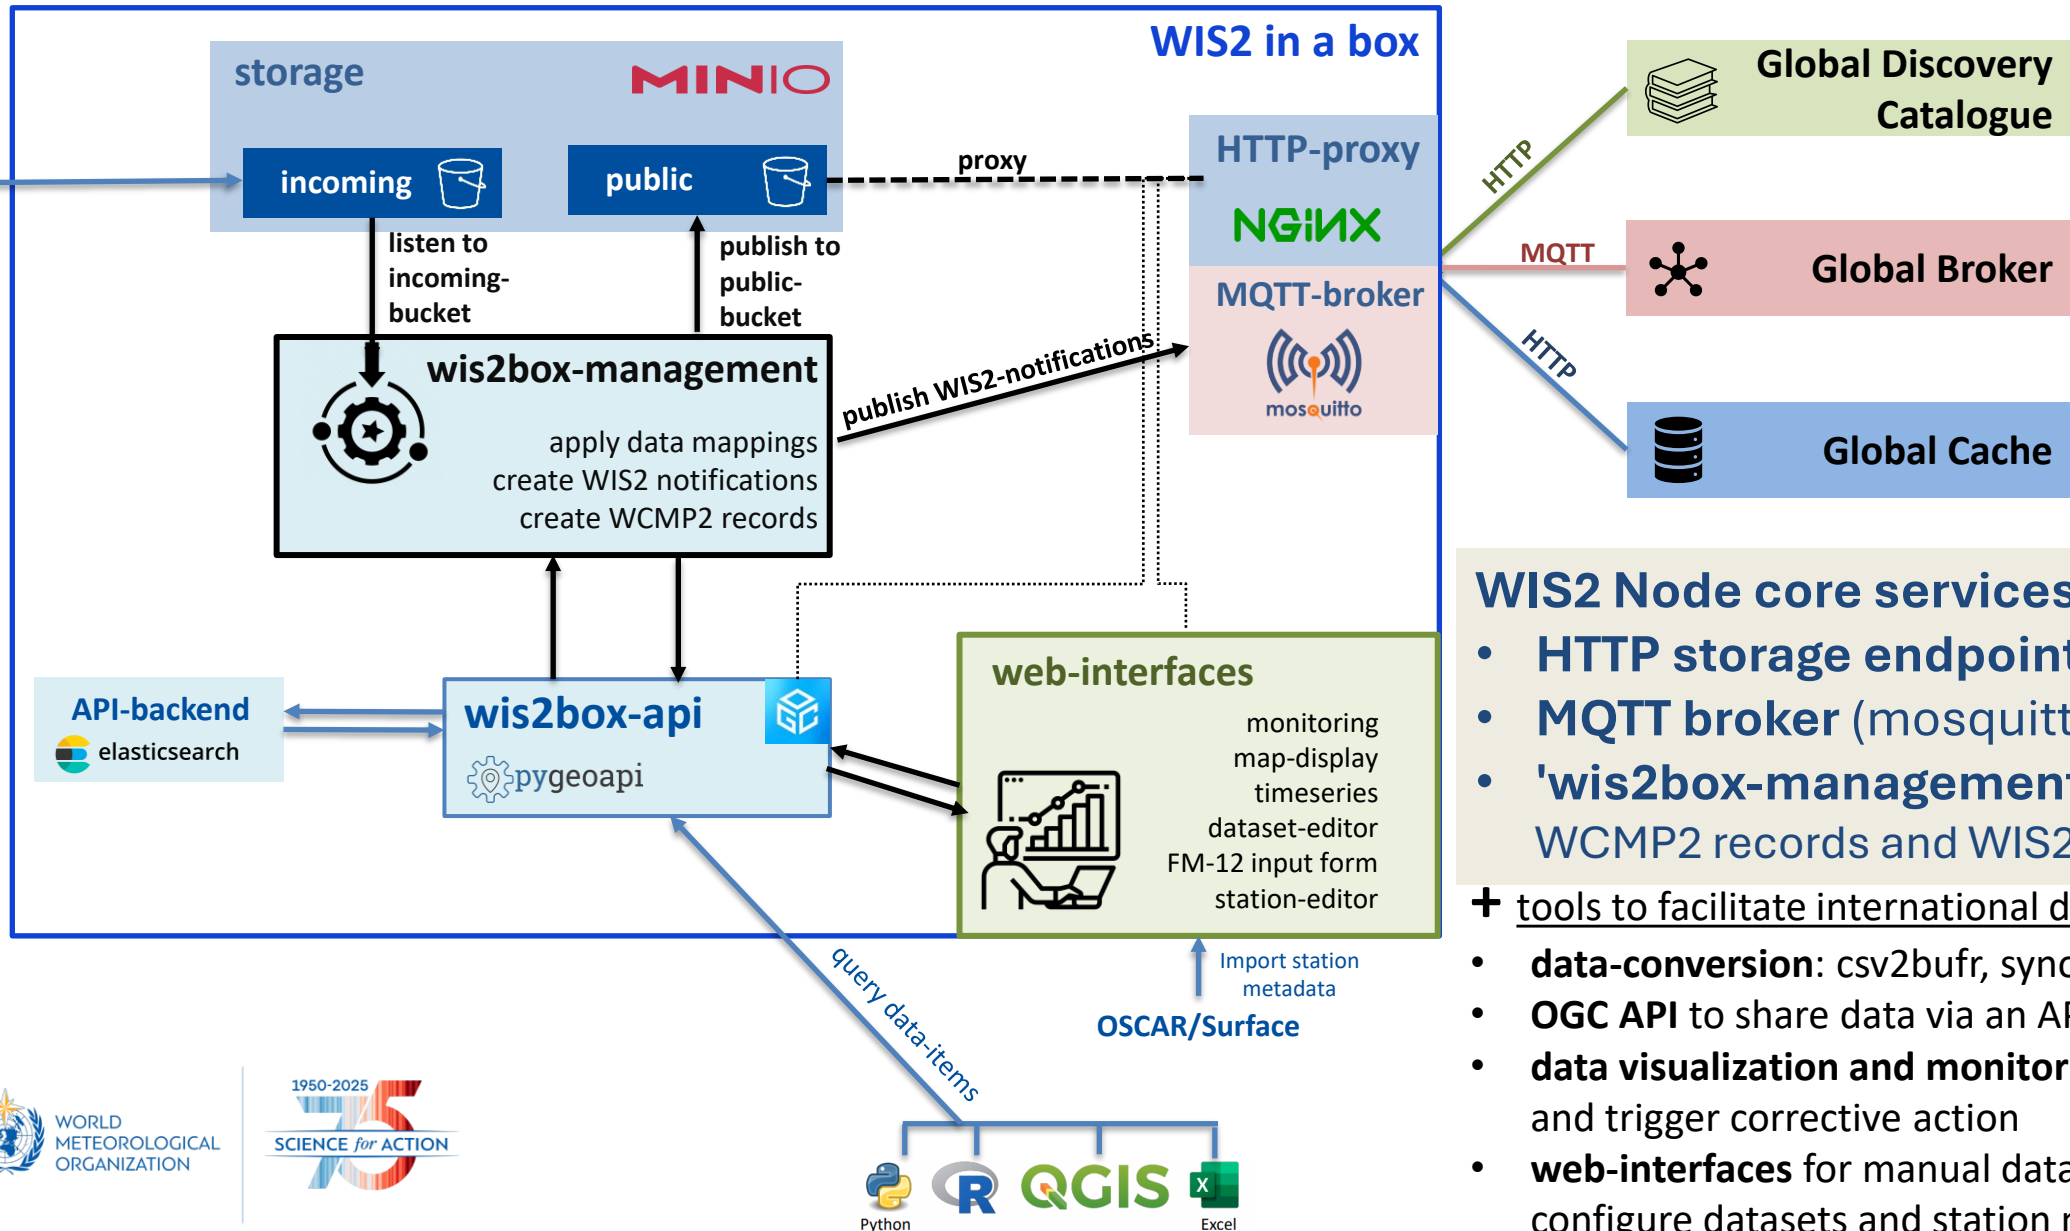 WIS2 in a box
storage
MINIO
incoming
public
proxy
HTTP-proxy
NGINX
MQTT-broker
mosquitto
listen to
incoming-
bucket
publish to
public-
bucket
wis2box-management
apply data mappings
create WIS2 notifications
create WCMP2 records
publish WIS2-notifications
API-backend
elasticsearch
wis2box-api
OGC
pygeoapi
web-interfaces
monitoring
map-display
timeseries
dataset-editor
FM-12 input form
station-editor
query data-items
Import station
metadata
OSCAR/Surface
Python
R
QGIS
X
Excel
HTTP
MQTT
HTTP
Global Discovery
Catalogue
Global Broker
Global Cache
WIS2 Node core services
• HTTP storage endpoint
• MQTT broker (mosquitt
• 'wis2box-management
WCMP2 records and WIS2
+ tools to facilitate international d
• data-conversion: csv2bufr, sync
• OGC API to share data via an AP
• data visualization and monitor
and trigger corrective action
• web-interfaces for manual data
configure datasets and station
WORLD
METEOROLOGICAL
ORGANIZATION
1950-2025
75
SCIENCE for ACTION